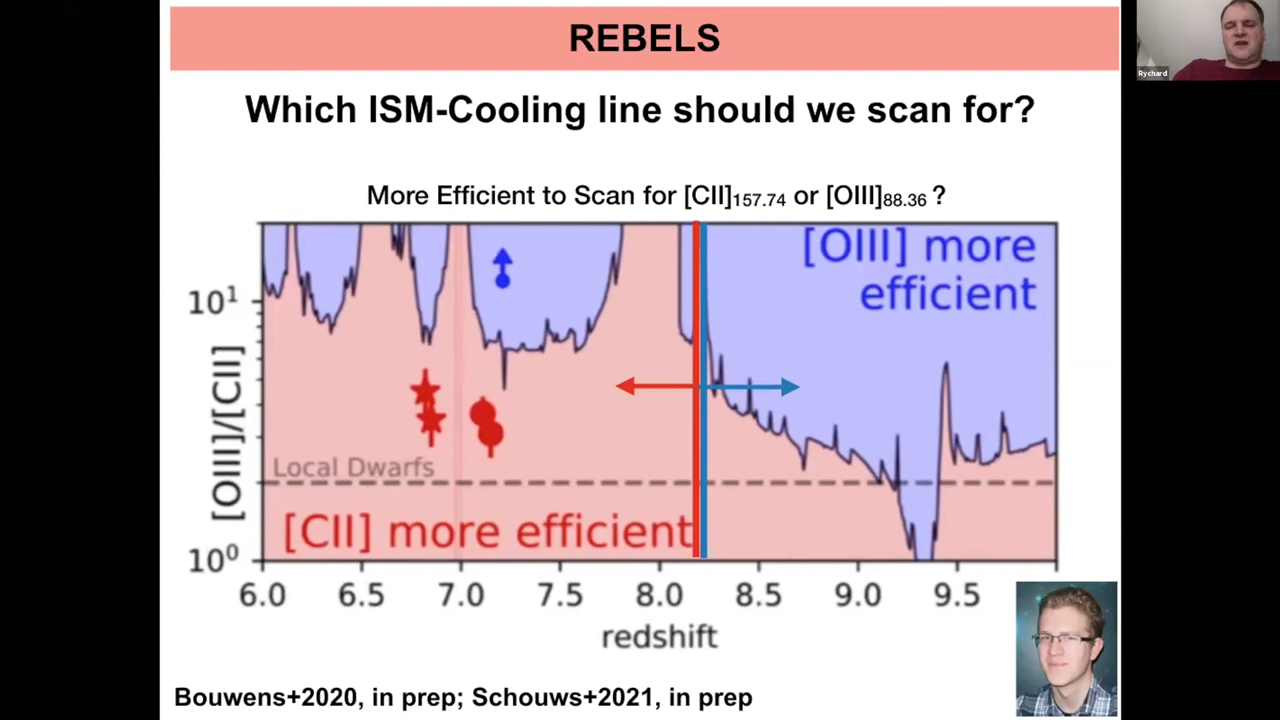 REBELS
Rychard
Which ISM-Cooling line should we scan for?
More Efficient to Scan for [CII]157.74 or [OIII]88.36 ?
[OIII] more
efficient
10¹
[OIII]/[CII]
Local Dwarfs
[CII] more efficient
10⁰
6.0 6.5 7.0 7.5 8.0 8.5 9.0 9.5
redshift
Bouwens+2020, in prep; Schouws+2021, in prep